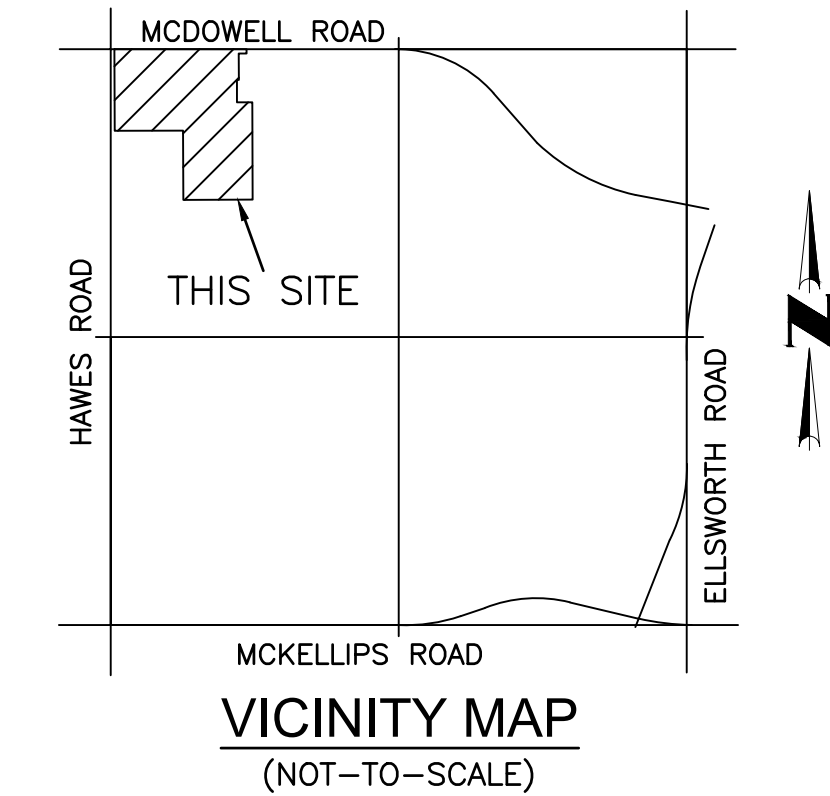 MCDOWELL ROAD
THIS SITE
HAWES ROAD
ELLSWORTH ROAD
N
MCKELLIPS ROAD
VICINITY MAP
(NOT-TO-SCALE)